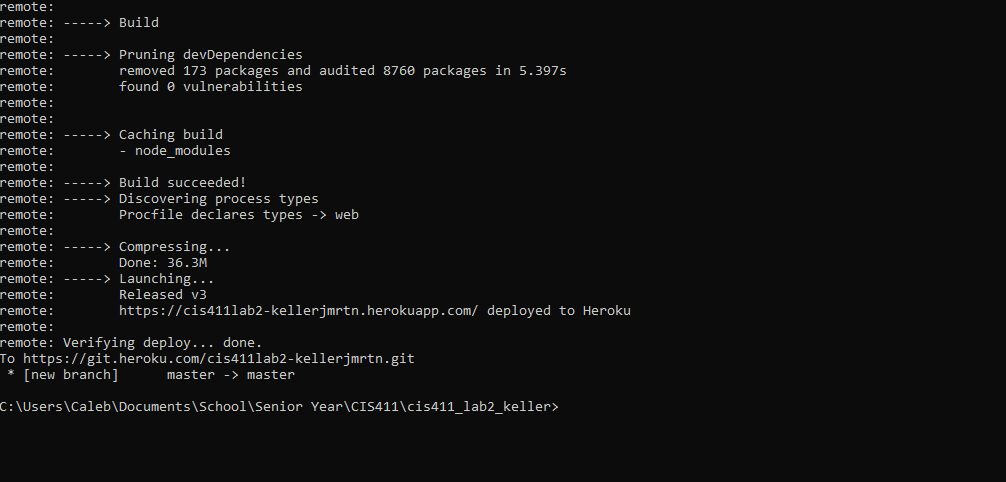 remote:
remote: -----> Build
remote:
remote: -----> Pruning devDependencies
remote:        removed 173 packages and audited 8760 packages in 5.397s
remote:        found 0 vulnerabilities
remote:
remote:
remote: -----> Caching build
remote:        - node_modules
remote:
remote: -----> Build succeeded!
remote: -----> Discovering process types
remote:        Procfile declares types -> web
remote:
remote: -----> Compressing...
remote:        Done: 36.3M
remote: -----> Launching...
remote:        Released v3
remote:        https://cis411lab2-kellerjmrtn.herokuapp.com/ deployed to Heroku
remote:
remote: Verifying deploy... done.
To https://git.heroku.com/cis411lab2-kellerjmrtn.git
 * [new branch]      master -> master
C:\Users\Caleb\Documents\School\Senior Year\CIS411\cis411_lab2_keller>